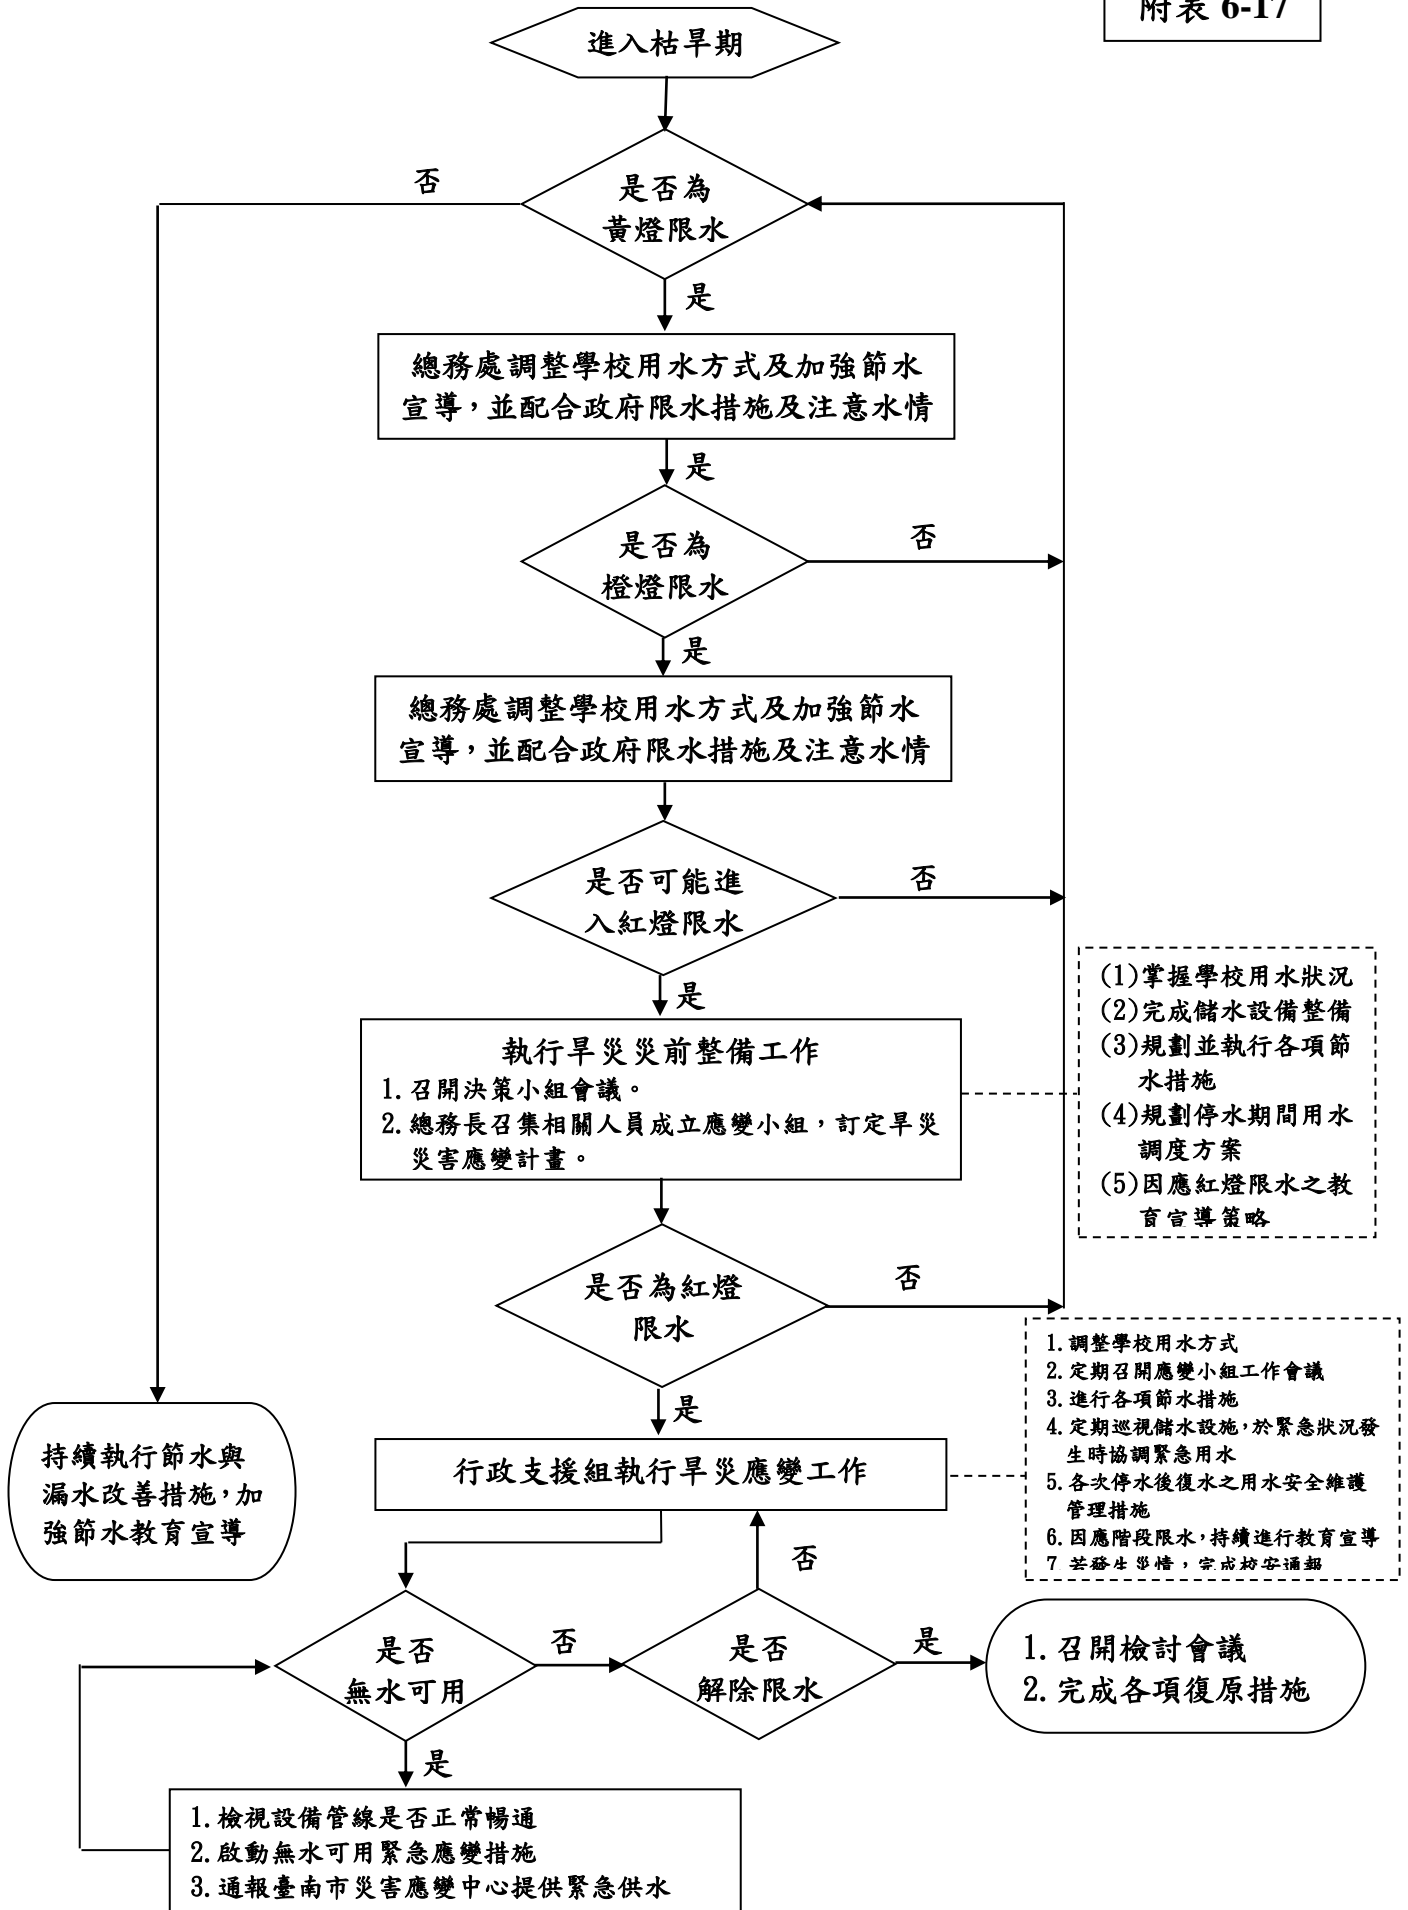 附表 6-17
進入枯旱期
是否為
黃燈限水
否
是
總務處調整學校用水方式及加強節水
宣導，並配合政府限水措施及注意水情
是
是否為
橙燈限水
否
是
總務處調整學校用水方式及加強節水
宣導，並配合政府限水措施及注意水情
是否可能進
入紅燈限水
否
是
執行旱災災前整備工作
1.召開決策小組會議。
2.總務長召集相關人員成立應變小組，訂定旱災
災害應變計畫。
(1)掌握學校用水狀況
(2)完成儲水設備整備
(3)規劃並執行各項節
水措施
(4)規劃停水期間用水
調度方案
(5)因應紅燈限水之教
育宣導策略
是否為紅燈
限水
否
是
行政支援組執行旱災應變工作
1.調整學校用水方式
2.定期召開應變小組工作會議
3.進行各項節水措施
4.定期巡視儲水設施，於緊急狀況發
生時協調緊急用水
5.各次停水後復水之用水安全維護
管理措施
6.因應階段限水，持續進行教育宣導
7.若發生災情，完成校安通報
持續執行節水與
漏水改善措施，加
強節水教育宣導
是否
無水可用
否
是否
解除限水
否
是
1.召開檢討會議
2.完成各項復原措施
是
1.檢視設備管線是否正常暢通
2.啟動無水可用緊急應變措施
3.通報臺南市災害應變中心提供緊急供水